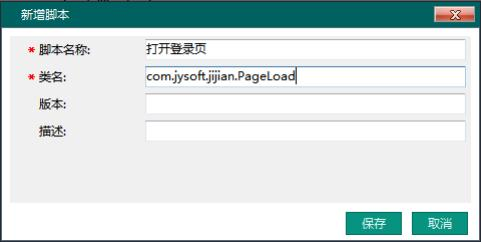 新增脚本
* 脚本名称: 打开登录页
* 类名: com.jysoft.jijian.PageLoad
版本:
描述:
保存 取消